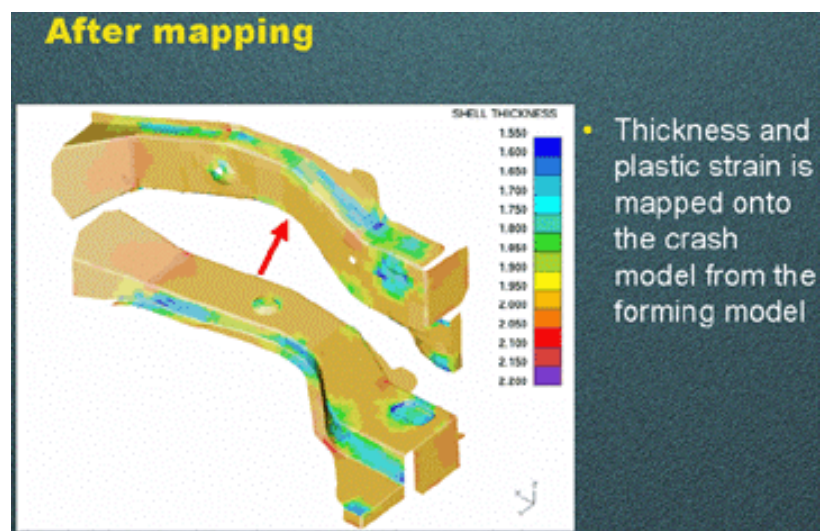 After mapping
SHELL THICKNESS
1.550
1.600
1.650
1.700
1.750
1.800
1.850
1.900
1.950
2.000
2.050
2.100
2.150
2.200
• Thickness and
plastic strain is
mapped onto
the crash
model from the
forming model